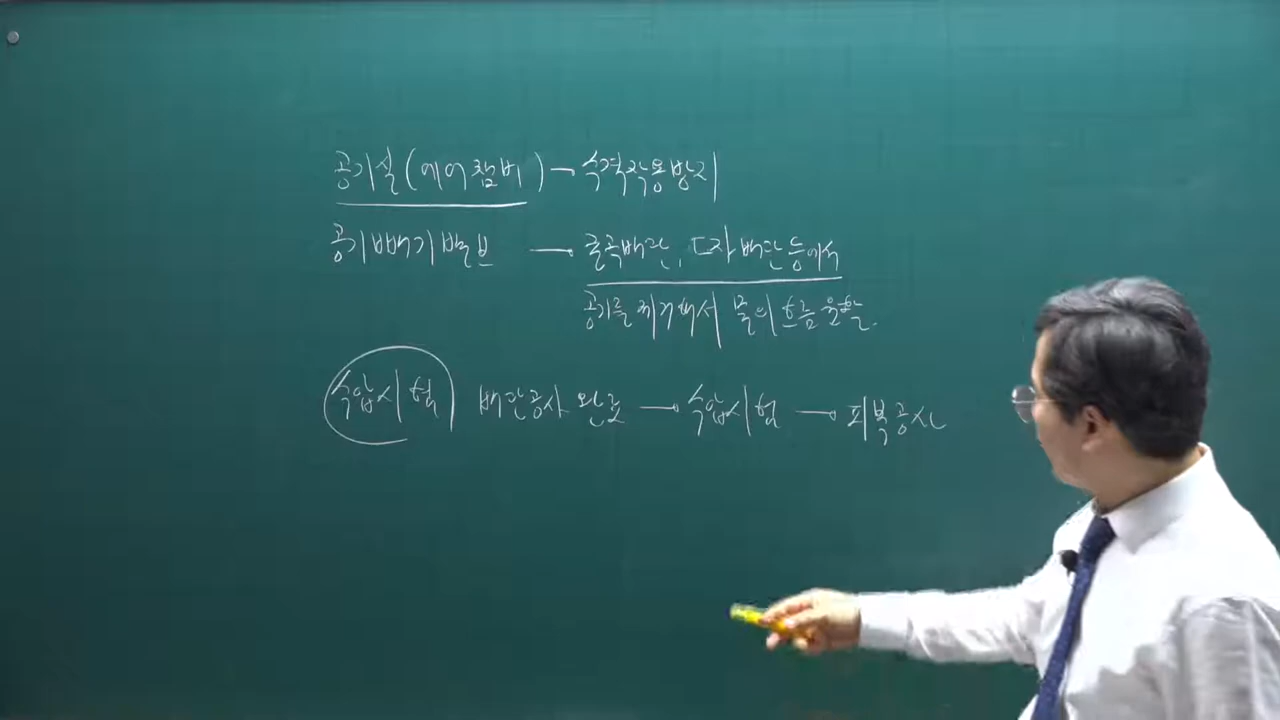 공기실(에어챔버) — 수격작용방지
공기빼기밸브 → 굴곡배관, ㄷ자 배관 등에서
공기를 제거해서 물의 흐름 원활.
수압시험 배관공사 완료 → 수압시험 → 피복공사